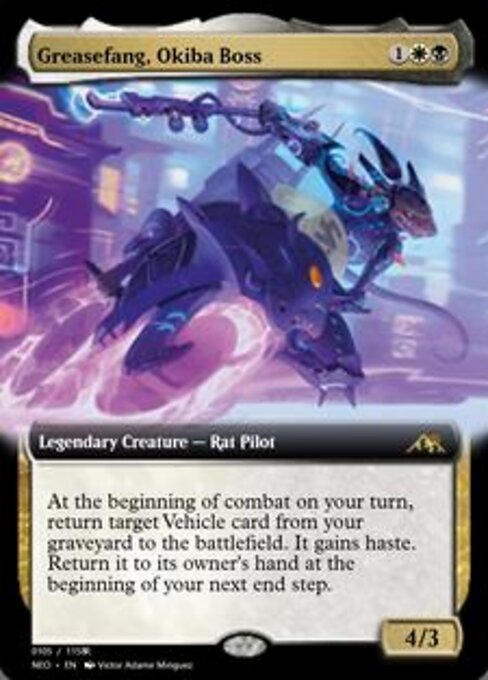 Greasefang, Okiba Boss 1
Legendary Creature — Rat Pilot
At the beginning of combat on your turn,
return target Vehicle card from your
graveyard to the battlefield. It gains haste.
Return it to its owner's hand at the
beginning of your next end step.
4/3
NEO • EN Victor Adame Minguez